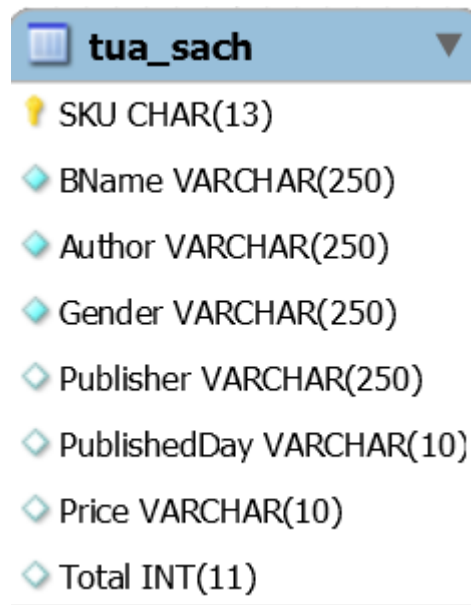 tua_sach
SKU CHAR(13)
BName VARCHAR(250)
Author VARCHAR(250)
Gender VARCHAR(250)
Publisher VARCHAR(250)
PublishedDay VARCHAR(10)
Price VARCHAR(10)
Total INT(11)